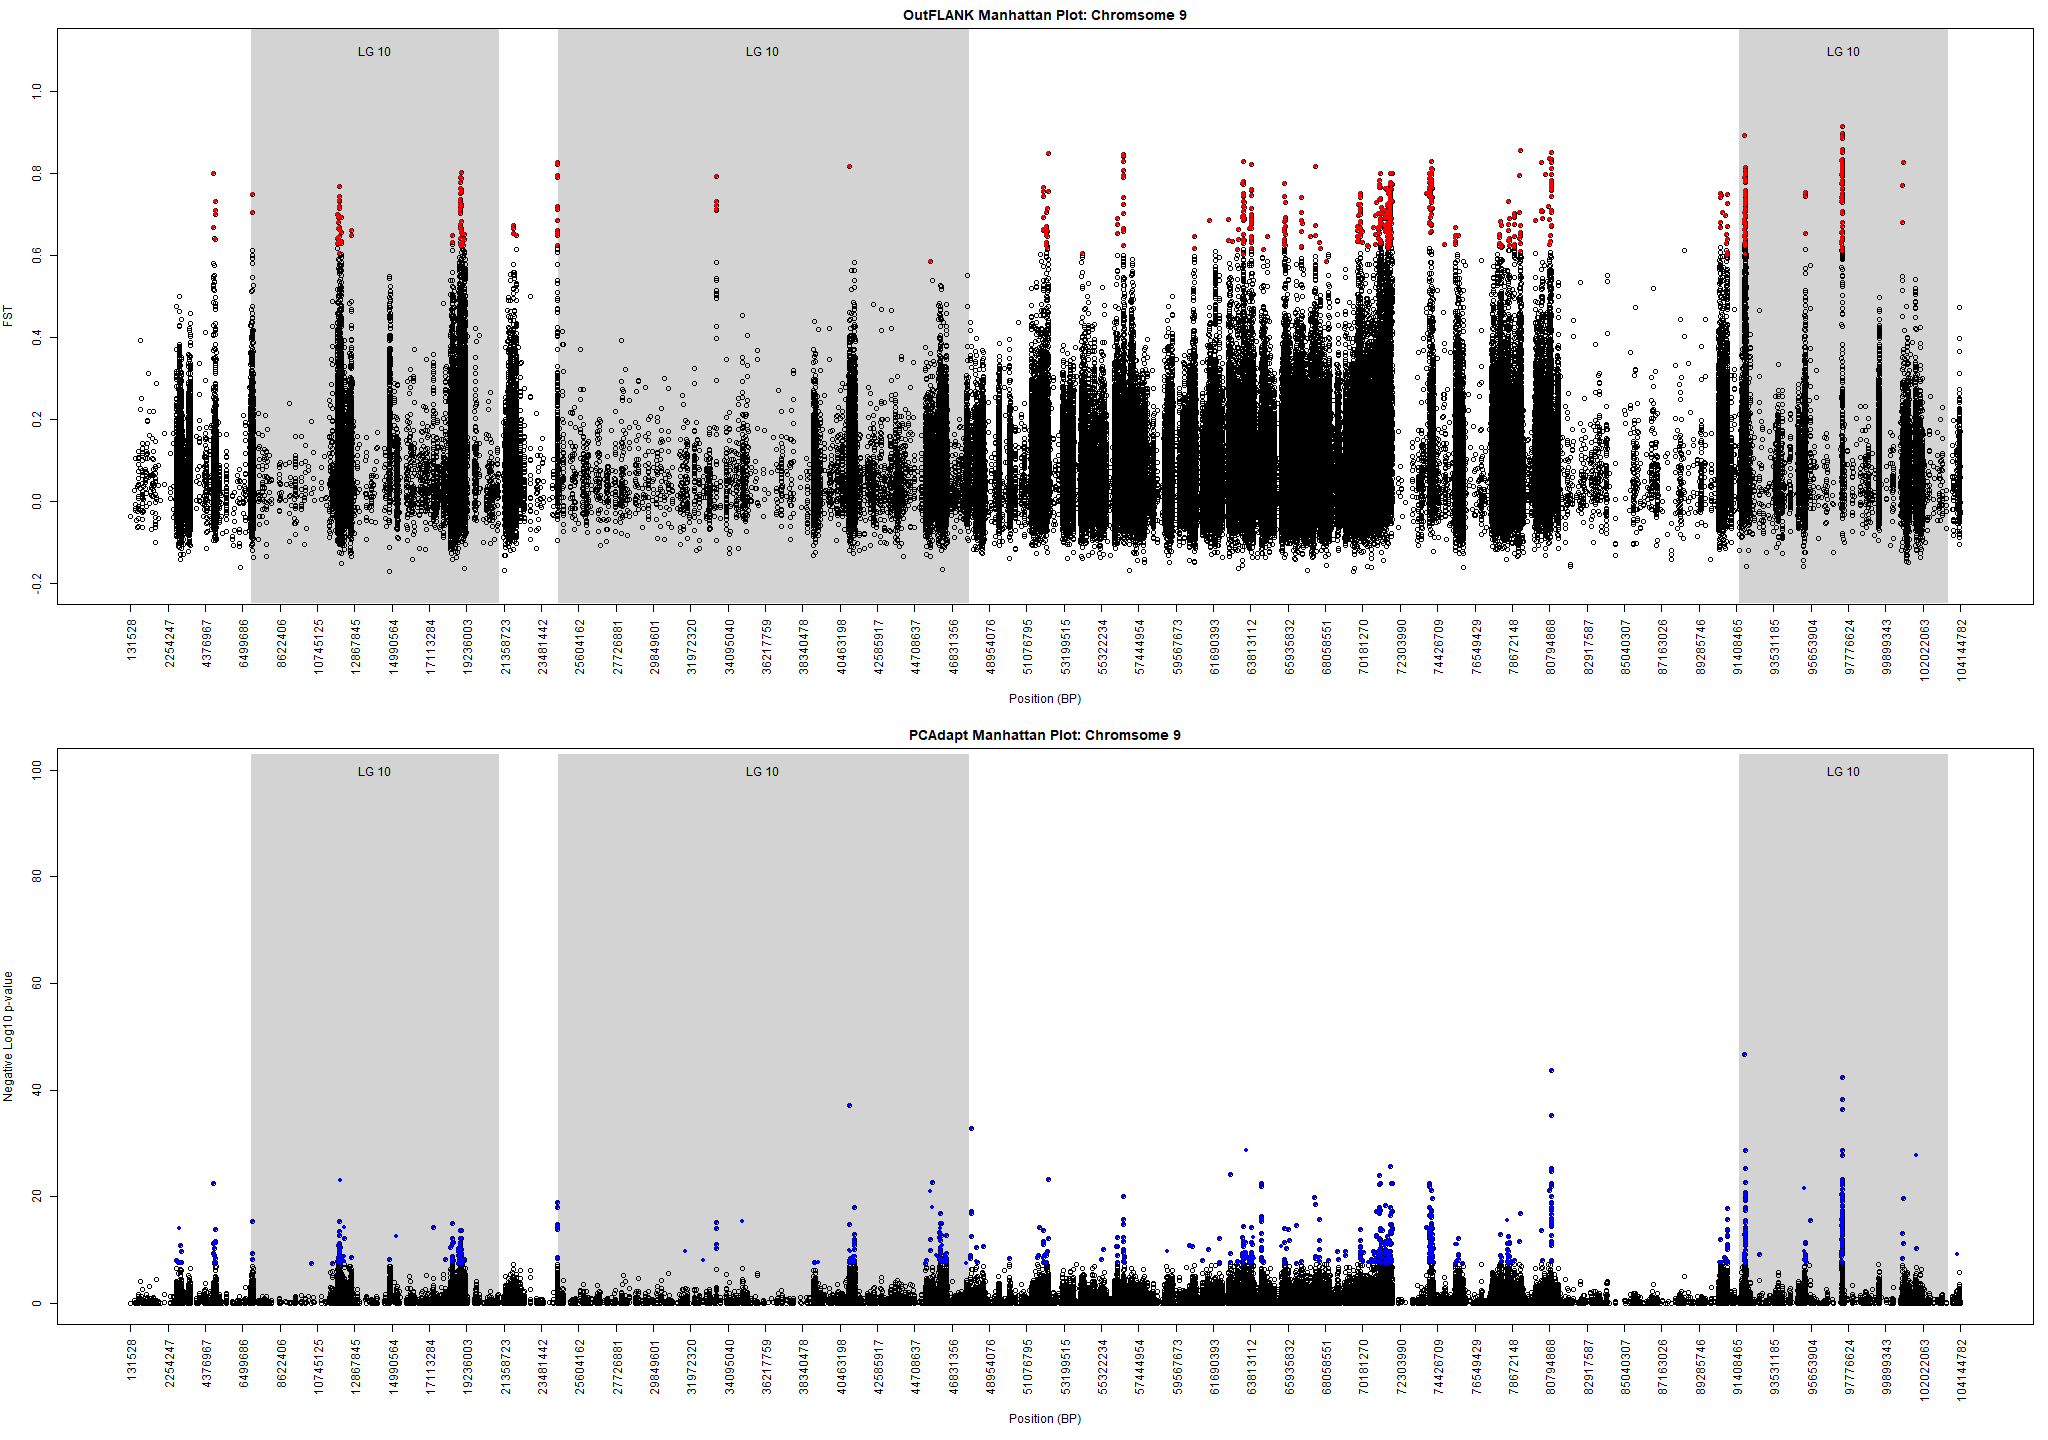 OutFLANK Manhattan Plot: Chromsome 9
LG 10
LG 10
LG 10
FST
1.0
0.8
0.6
0.4
0.2
0.0
-0.2
131528 2254247 4376967 6499686 8622406 10745125 12867845 14990564 17113284 19236003 21358723 23481442 25604162 27726881 29849601 31972320 34095040 36217759 38340478 40463198 42585917 44708637 46831356 48954076 51076795 53199515 55322234 57444954 59567673 61690393 63813112 65935832 68058551 70181270 72303990 74426709 76549429 78672148 80794868 82917587 85040307 87163026 89285746 91408465 93531185 95653904 97776624 99899343 102022063 104144782
Position (BP)
PCAdapt Manhattan Plot: Chromsome 9
LG 10
LG 10
LG 10
Negative Log10 p-value
100
80
60
40
20
0
131528 2254247 4376967 6499686 8622406 10745125 12867845 14990564 17113284 19236003 21358723 23481442 25604162 27726881 29849601 31972320 34095040 36217759 38340478 40463198 42585917 44708637 46831356 48954076 51076795 53199515 55322234 57444954 59567673 61690393 63813112 65935832 68058551 70181270 72303990 74426709 76549429 78672148 80794868 82917587 85040307 87163026 89285746 91408465 93531185 95653904 97776624 99899343 102022063 104144782
Position (BP)